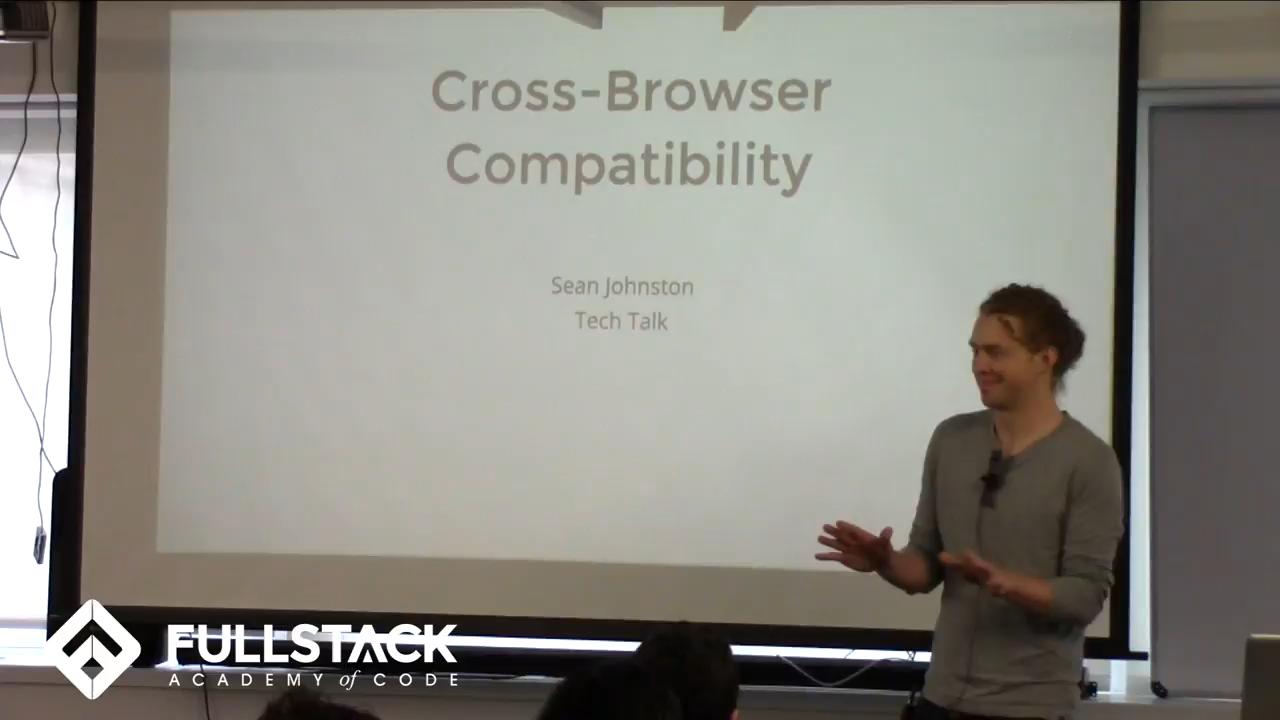 Cross-Browser
Compatibility
Sean Johnston
Tech Talk
FULLSTACK
ACADEMY of CODE